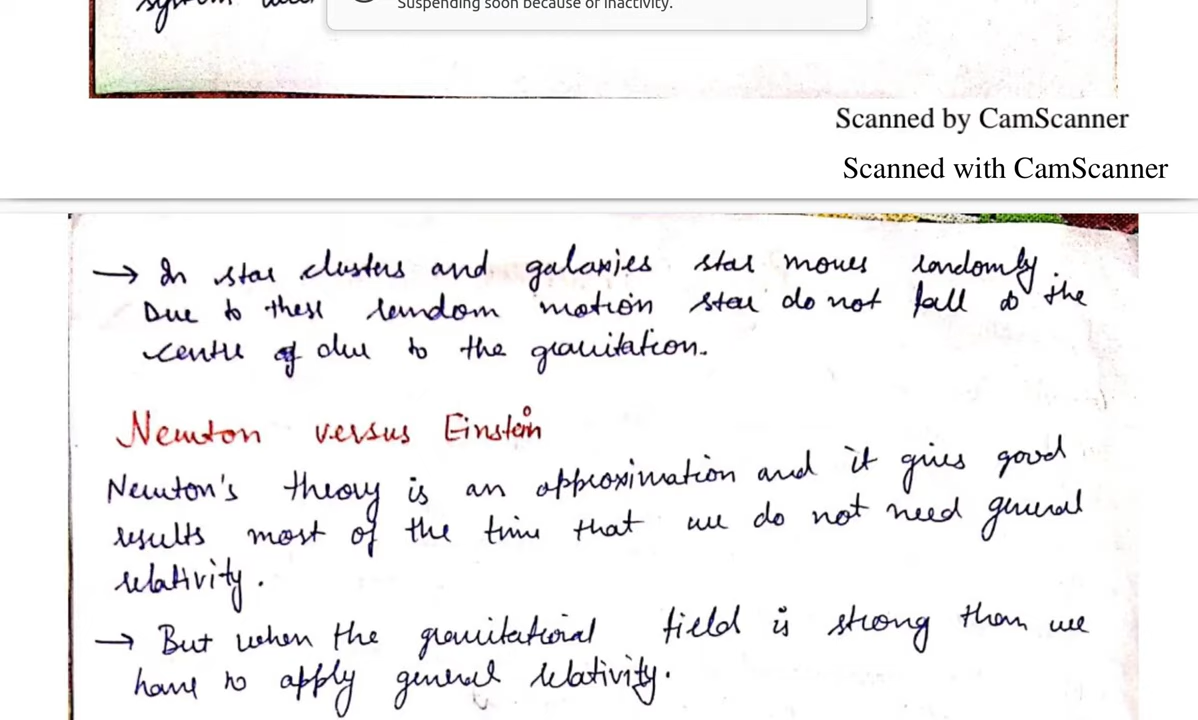 Suspending soon because of inactivity.
system
Scanned by CamScanner
Scanned with CamScanner
→ In star clusters and galaxies star moves randomly.
Due to these random motion star do not fall to the
centre of due to the gravitation.
Newton versus Einstein
Newton's theory is an approximation and it gives good
results most of the time that we do not need general
relativity.
→ But when the gravitational field is strong then we
have to apply general relativity.